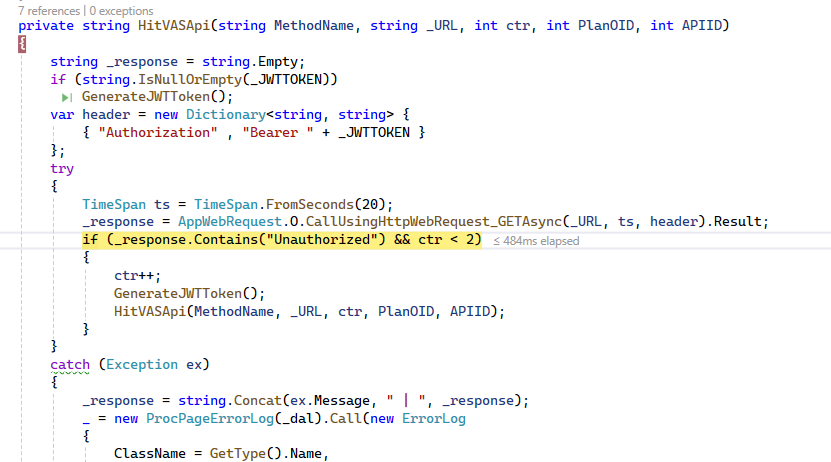 7 references | 0 exceptions
private string HitVASApi(string MethodName, string _URL, int ctr, int PlanOID, int APIID)
{
string _response = string.Empty;
if (string.IsNullOrEmpty(_JWTTOKEN))
GenerateJWTToken();
var header = new Dictionary<string, string> {
{ "Authorization" , "Bearer " + _JWTTOKEN }
};
try
{
TimeSpan ts = TimeSpan.FromSeconds(20);
_response = AppWebRequest.O.CallUsingHttpWebRequest_GETAsync(_URL, ts, header).Result;
if (_response.Contains("Unauthorized") && ctr < 2) ≤ 484ms elapsed
{
ctr++;
GenerateJWTToken();
HitVASApi(MethodName, _URL, ctr, PlanOID, APIID);
}
}
catch (Exception ex)
{
_response = string.Concat(ex.Message, " | ", _response);
_ = new ProcPageErrorLog(_dal).Call(new ErrorLog
{
ClassName = GetType().Name,